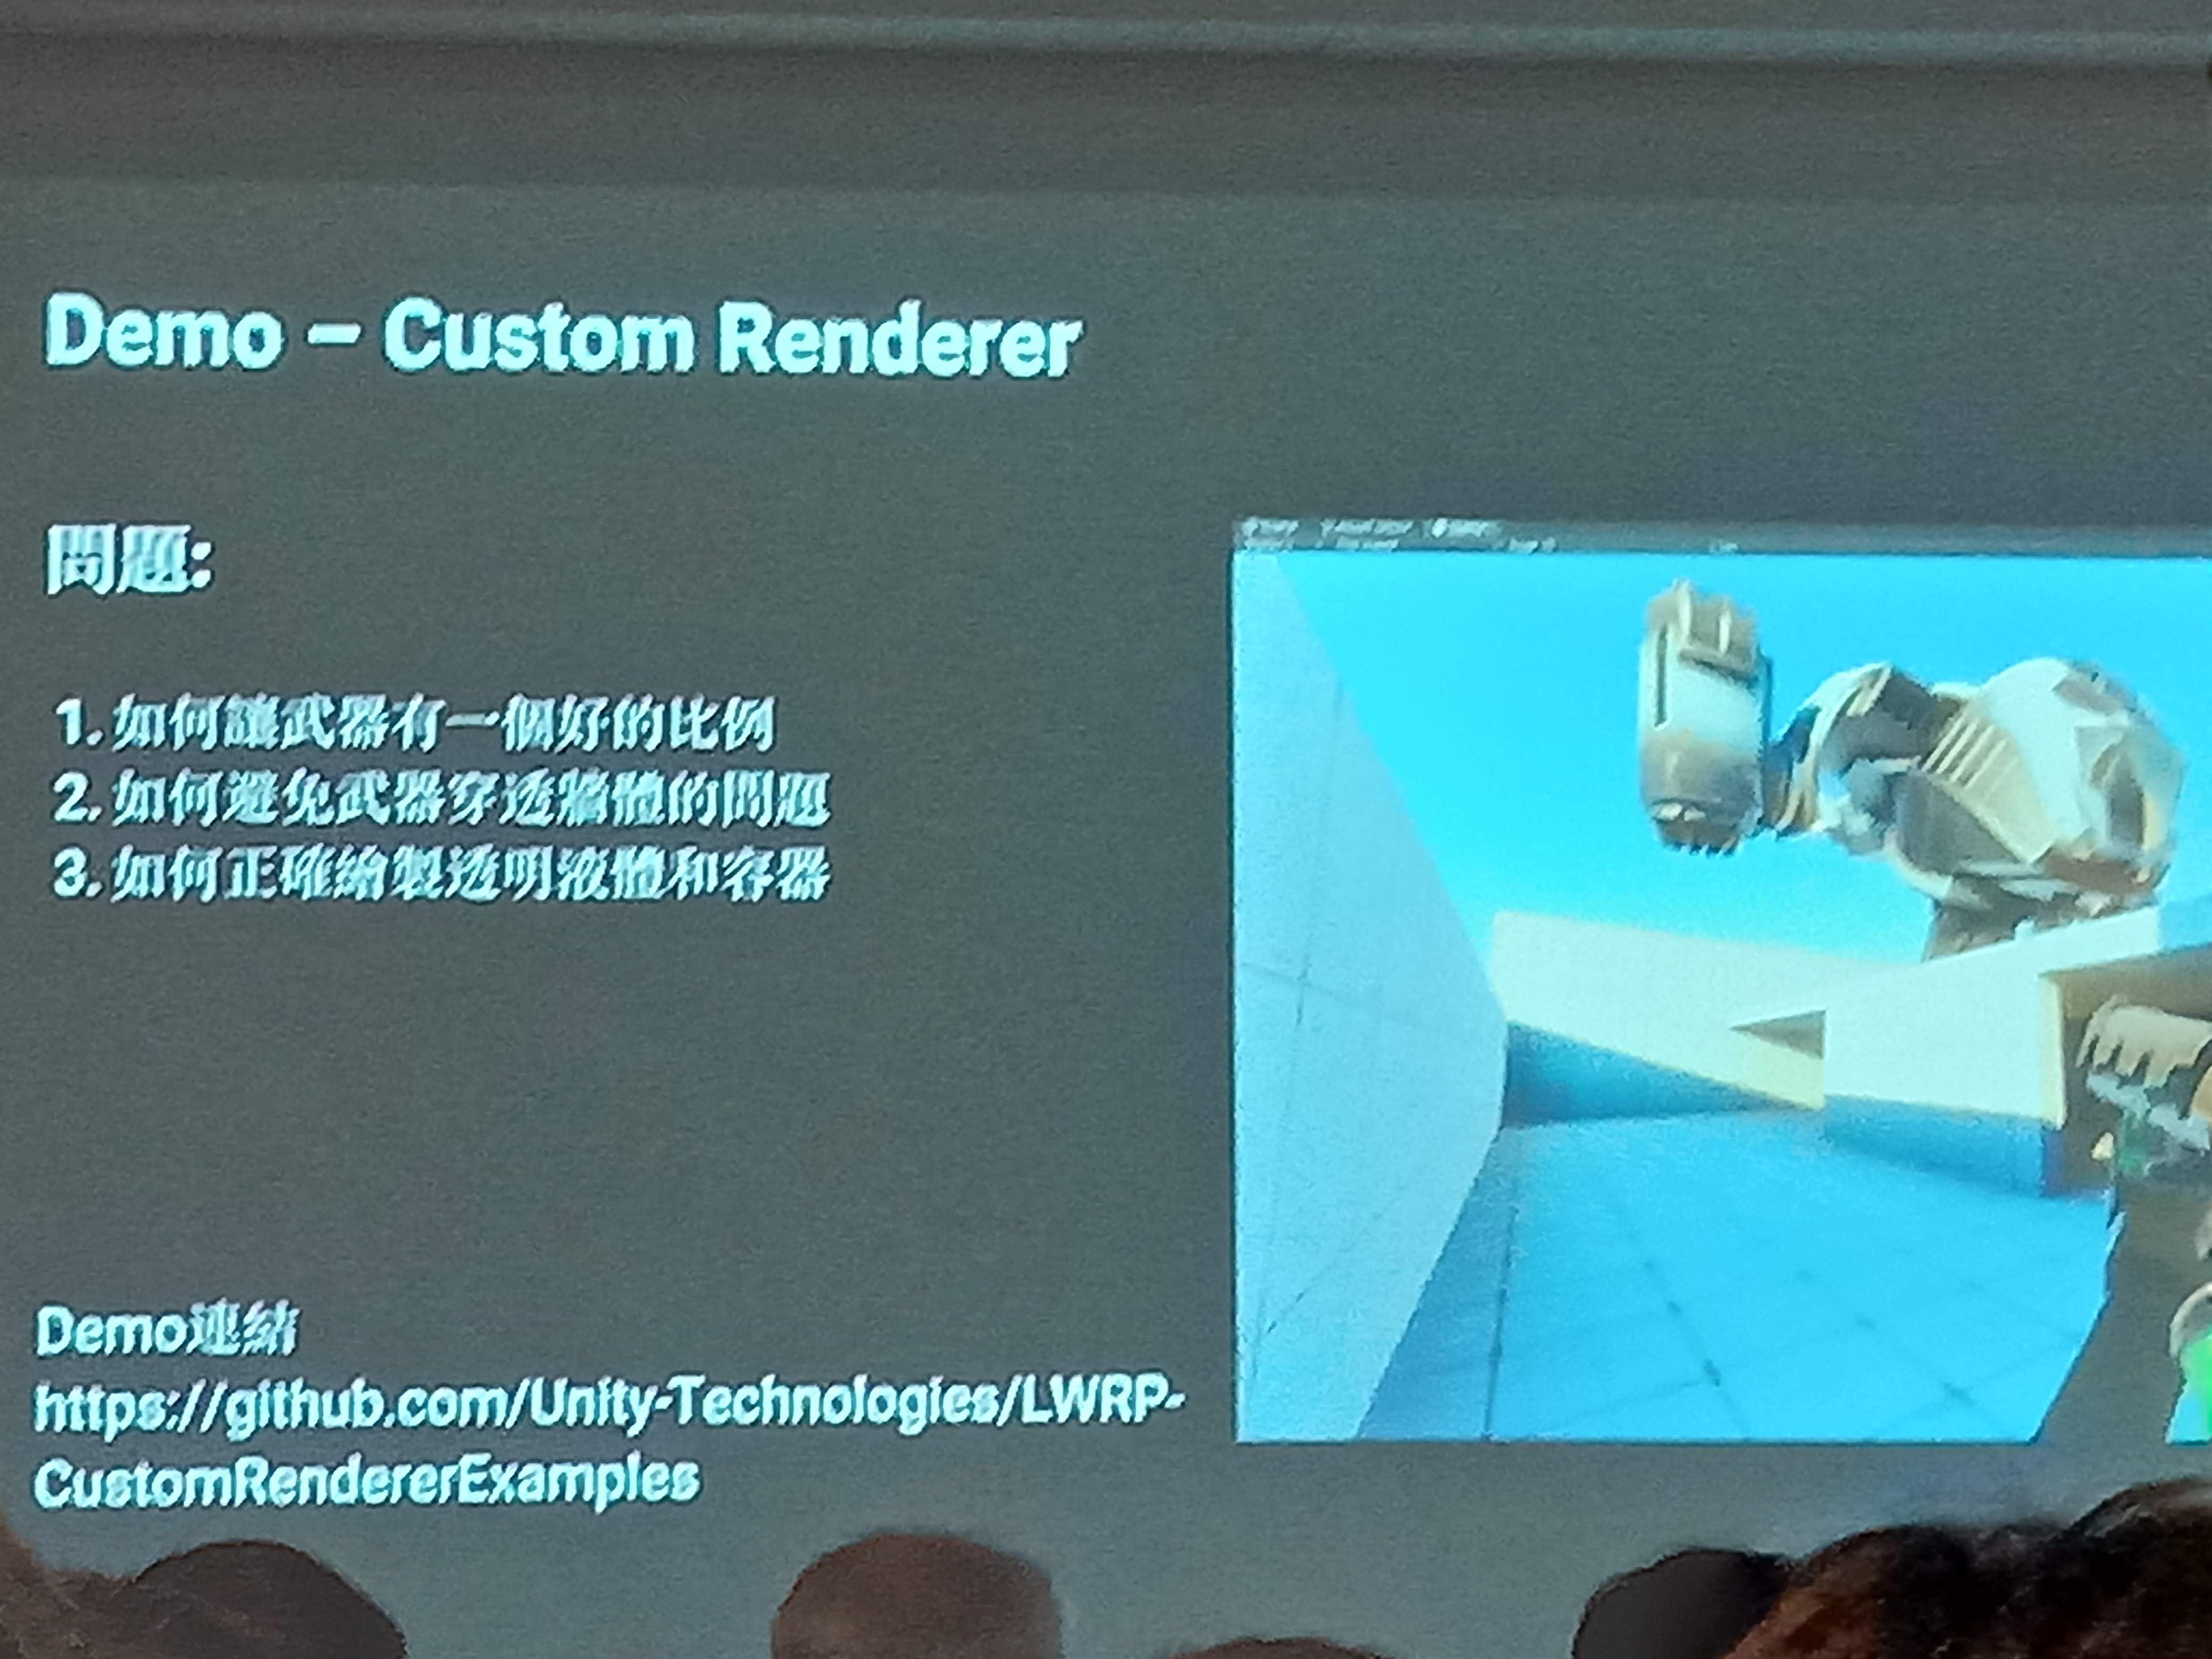 Demo – Custom Renderer
問題:
1. 如何讓武器有一個好的比例
2. 如何避免武器穿透牆體的問題
3. 如何正確繪製透明液體和容器
Demo連結
https://github.com/Unity-Technologies/LWRP-
CustomRendererExamples